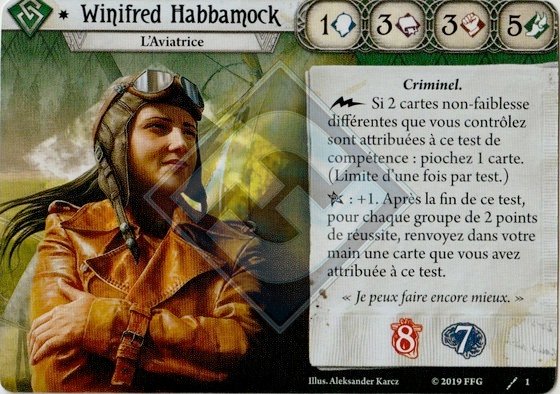 Winifred Habbamock
L'Aviatrice
1 3 3 5
Criminel.
Si 2 cartes non-faiblesse
différentes que vous contrôlez
sont attribuées à ce test de
compétence : piochez 1 carte.
(Limite d'une fois par test.)
: +1. Après la fin de ce test,
pour chaque groupe de 2 points
de réussite, renvoyez dans votre
main une carte que vous avez
attribuée à ce test.
« Je peux faire encore mieux. »
8 7
Illus. Aleksander Karcz © 2019 FFG 1